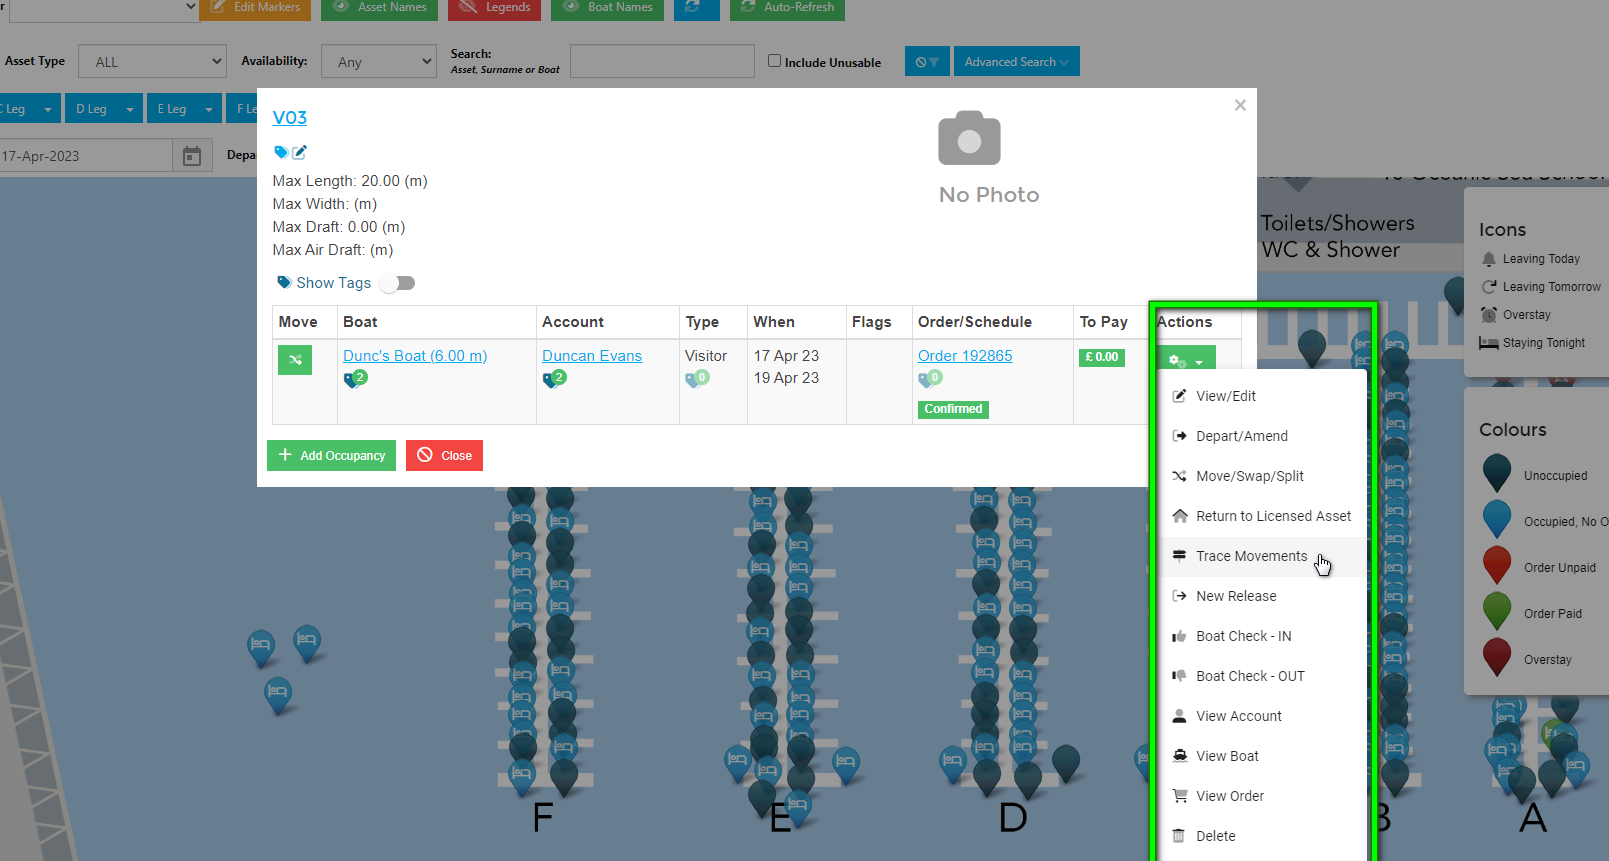 r
Edit Markers
Asset Names
Legends
Boat Names
Auto-Refresh
Asset Type
ALL
Availability:
Any
Search:
Asset, Surname or Boat
Include Unusable
Advanced Search
C Leg
D Leg
E Leg
F Le
17-Apr-2023
Depa
V03
No Photo
Max Length: 20.00 (m)
Max Width: (m)
Max Draft: 0.00 (m)
Max Air Draft: (m)
Show Tags
Move Boat Account Type When Flags Order/Schedule To Pay Actions
Dunc's Boat (6.00 m) Duncan Evans Visitor 17 Apr 23 Order 192865 £ 0.00
2 2 0 19 Apr 23 0
Confirmed
Add Occupancy
Close
View/Edit
Depart/Amend
Move/Swap/Split
Return to Licensed Asset
Trace Movements
New Release
Boat Check - IN
Boat Check - OUT
View Account
View Boat
View Order
Delete
Toilets/Showers
WC & Shower
Icons
Leaving Today
Leaving Tomorrow
Overstay
Staying Tonight
Colours
Unoccupied
Occupied, No O
Order Unpaid
Order Paid
Overstay
F
E
D
B
A